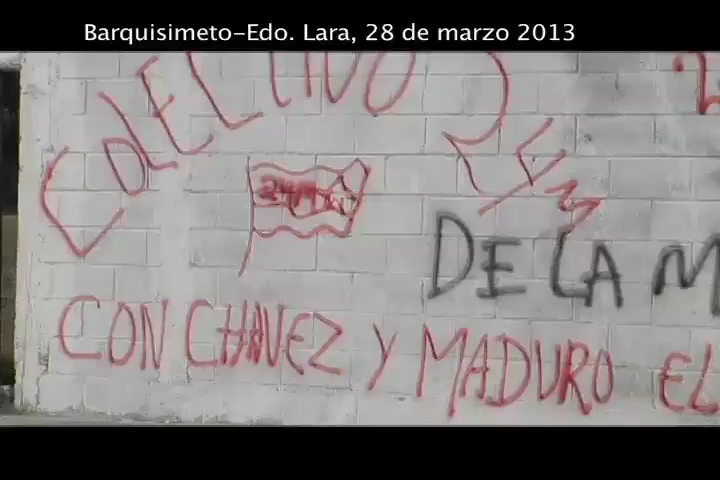 Barquisimeto-Edo. Lara, 28 de marzo 2013
COLECTIVO
DE LA M
CON CHAVEZ Y MADURO EL